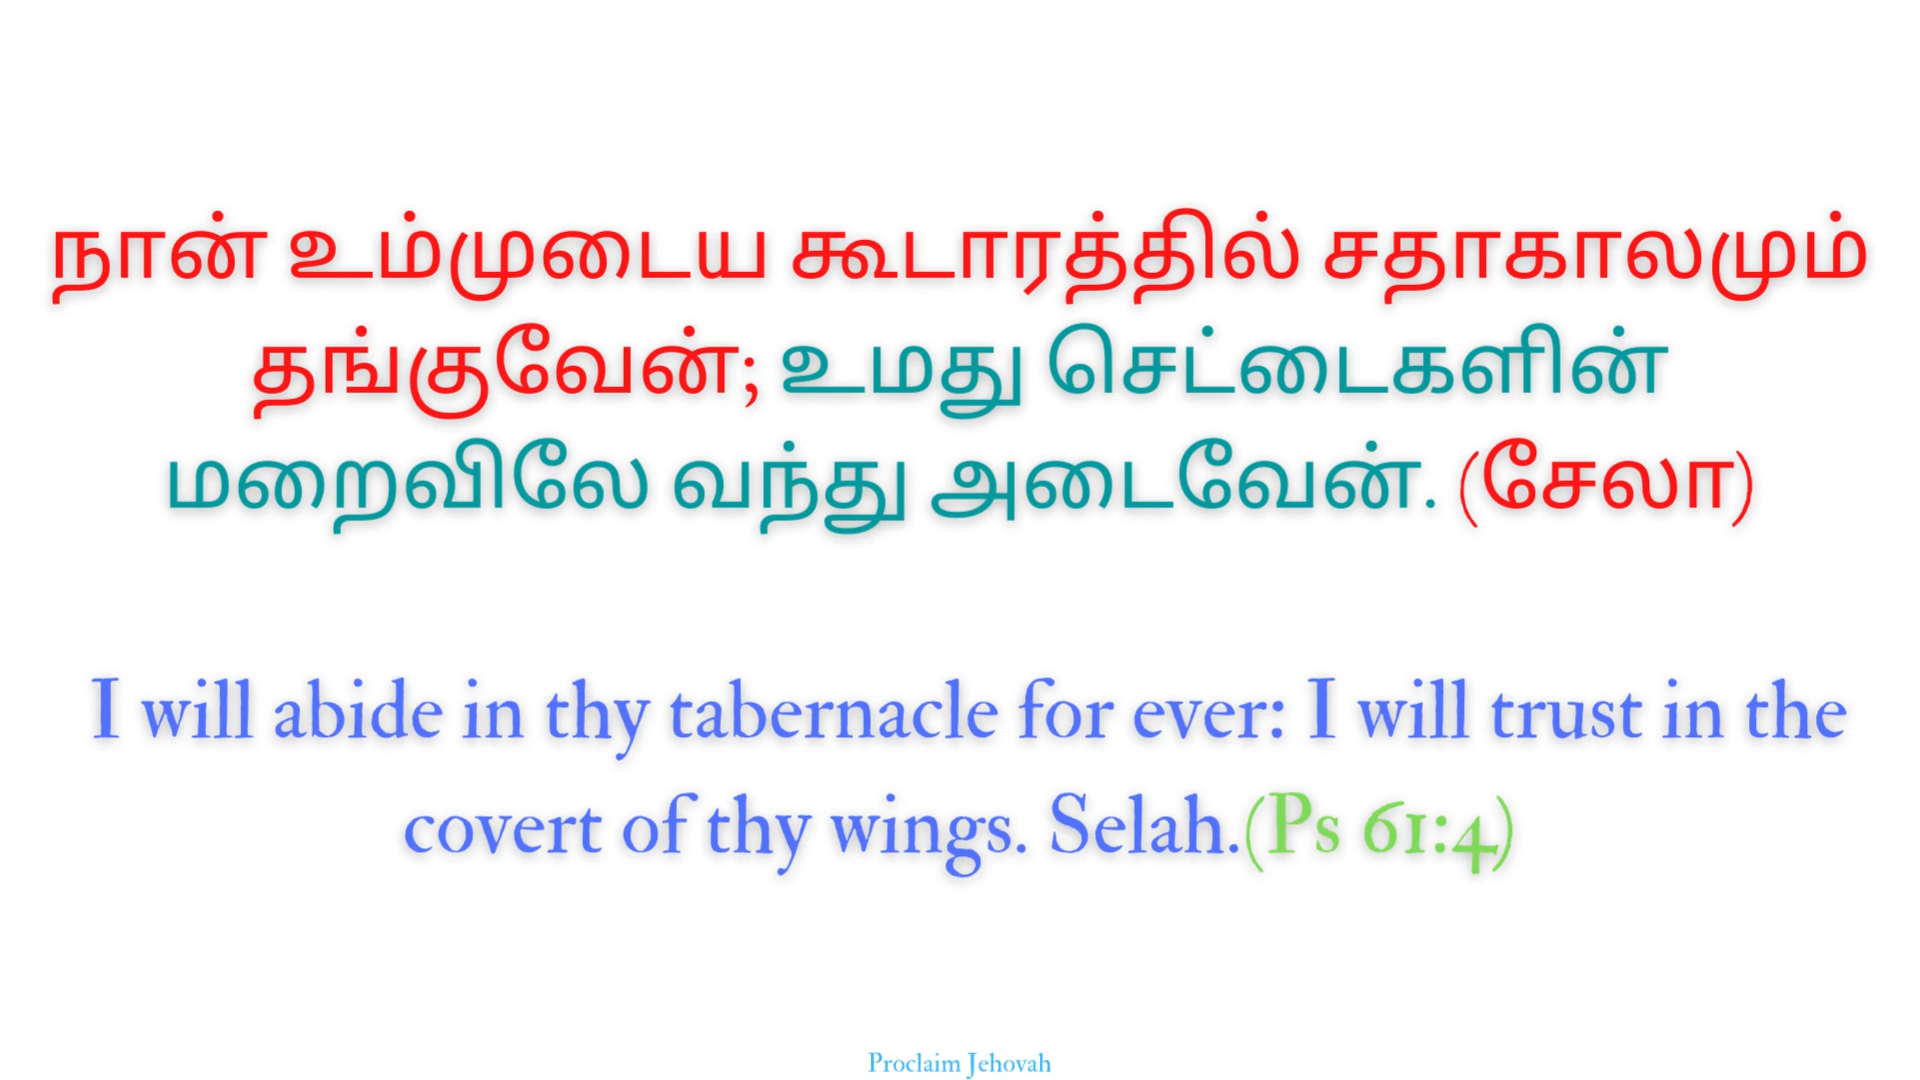 நான் உம்முடைய கூடாரத்தில் சதாகாலமும்
தங்குவேன்; உமது செட்டைகளின்
மறைவிலே வந்து அடைவேன். (சேலா)
I will abide in thy tabernacle for ever: I will trust in the
covert of thy wings. Selah.(Ps 61:4)
Proclaim Jehovah